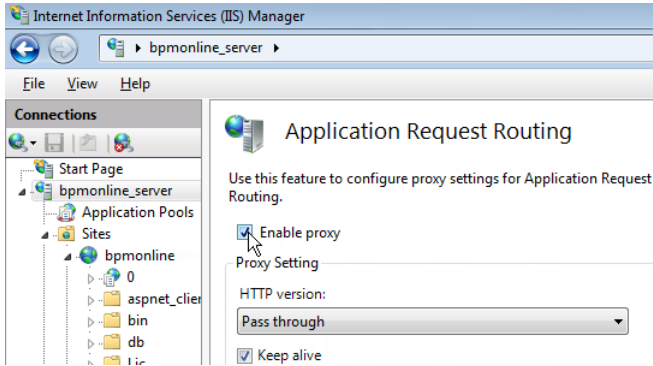 Internet Information Services (IIS) Manager
bpmonline_server
File View Help
Connections
Start Page
bpmonline_server
Application Pools
Sites
bpmonline
0
aspnet_clien
bin
db
Lic
Application Request Routing
Use this feature to configure proxy settings for Application Request
Routing.
Enable proxy
Proxy Setting
HTTP version:
Pass through
Keep alive